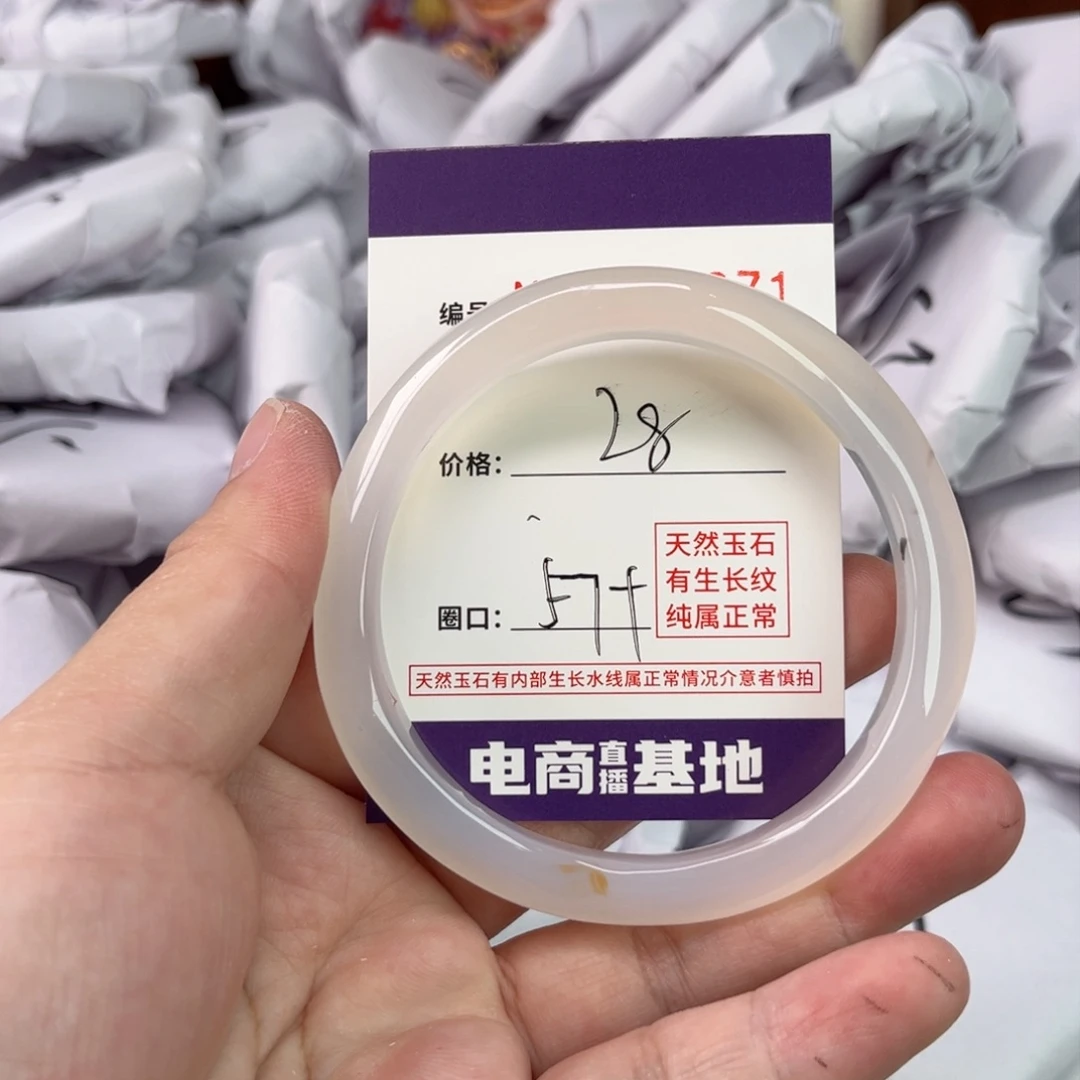 编号 N 371
价格： 28
圈口： 57+
天然玉石
有生长纹
纯属正常
天然玉石有内部生长水线属正常情况介意者慎拍
电商直播基地